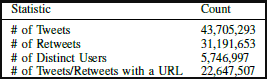 Statistic Count
# of Tweets 43,705,293
# of Retweets 31,191,653
# of Distinct Users 5,746,997
# of Tweets/Retweets with a URL 22,647,507